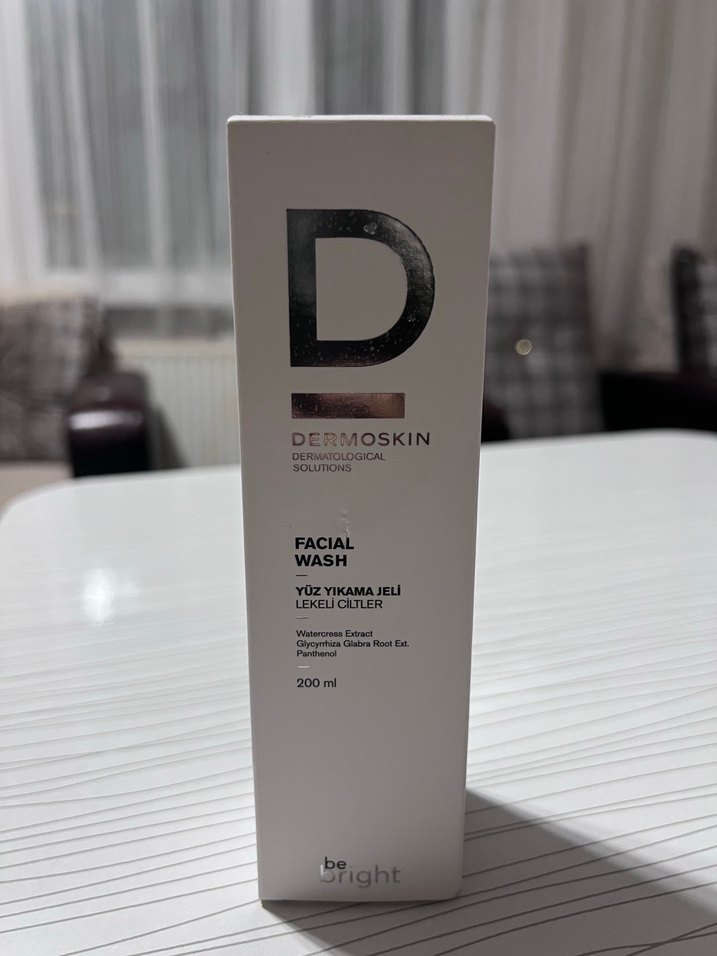 D
DERMOSKIN
DERMATOLOGICAL
SOLUTIONS
FACIAL
WASH
YÜZ YIKAMA JELİ
LEKELİ CİLTLER
Watercress Extract
Glycyrrhiza Glabra Root Ext.
Panthenol
200 ml
be
bright